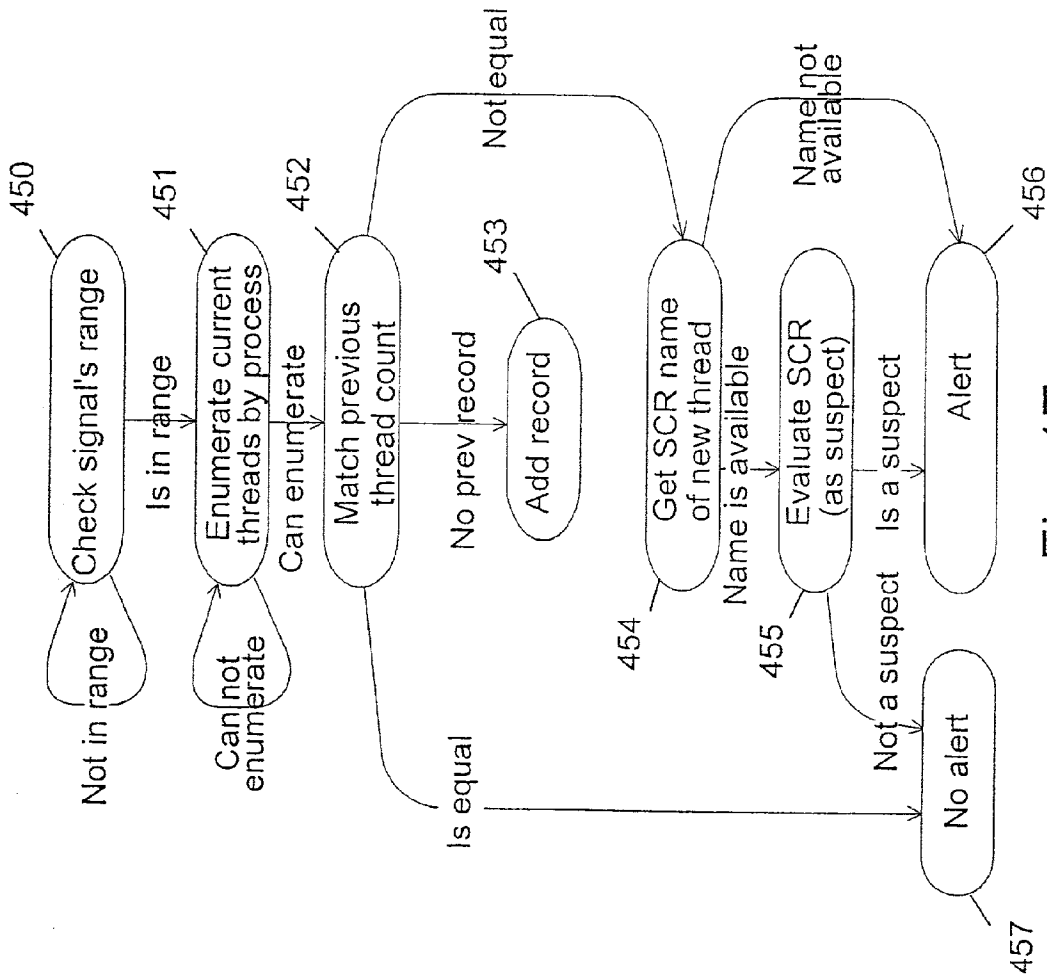 450
Check signal's range
Not in range
Is in range
451
Enumerate current
threads by process
Can not
enumerate
Can enumerate
452
Match previous
thread count
Is equal
No prev record
Not equal
453
Add record
454
Get SCR name
of new thread
Name is available
Name not
available
455
Evaluate SCR
(as suspect)
Not a suspect
Is a suspect
457
No alert
Alert
456